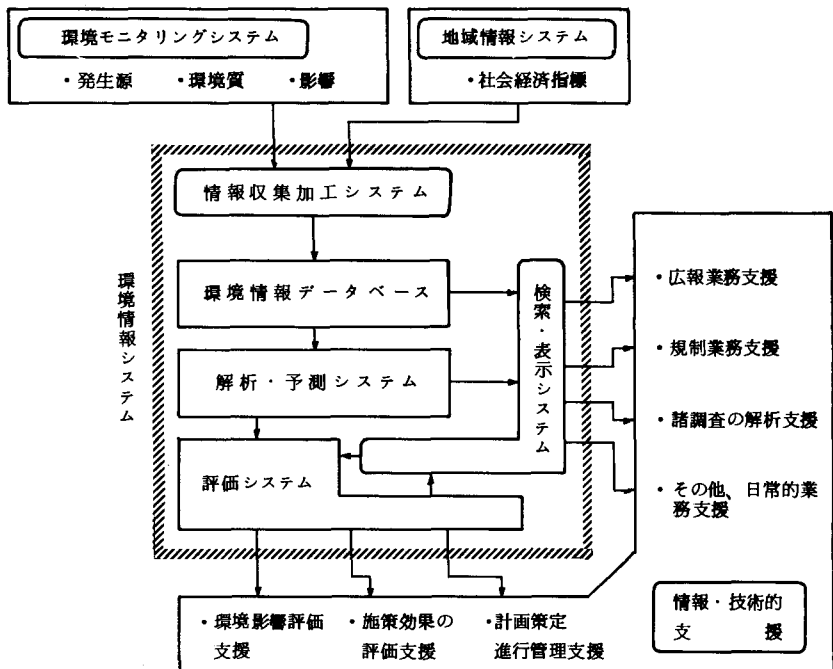 環境モニタリングシステム
・発生源 ・環境質 ・影響
地域情報システム
・社会経済指標
環境情報システム
情報収集加工システム
環境情報データベース
解析・予測システム
評価システム
検索・表示システム
・広報業務支援
・規制業務支援
・諸調査の解析支援
・その他、日常的業
務支援
・環境影響評価
支援
・施策効果の
評価支援
・計画策定
進行管理支援
情報・技術的
支 援